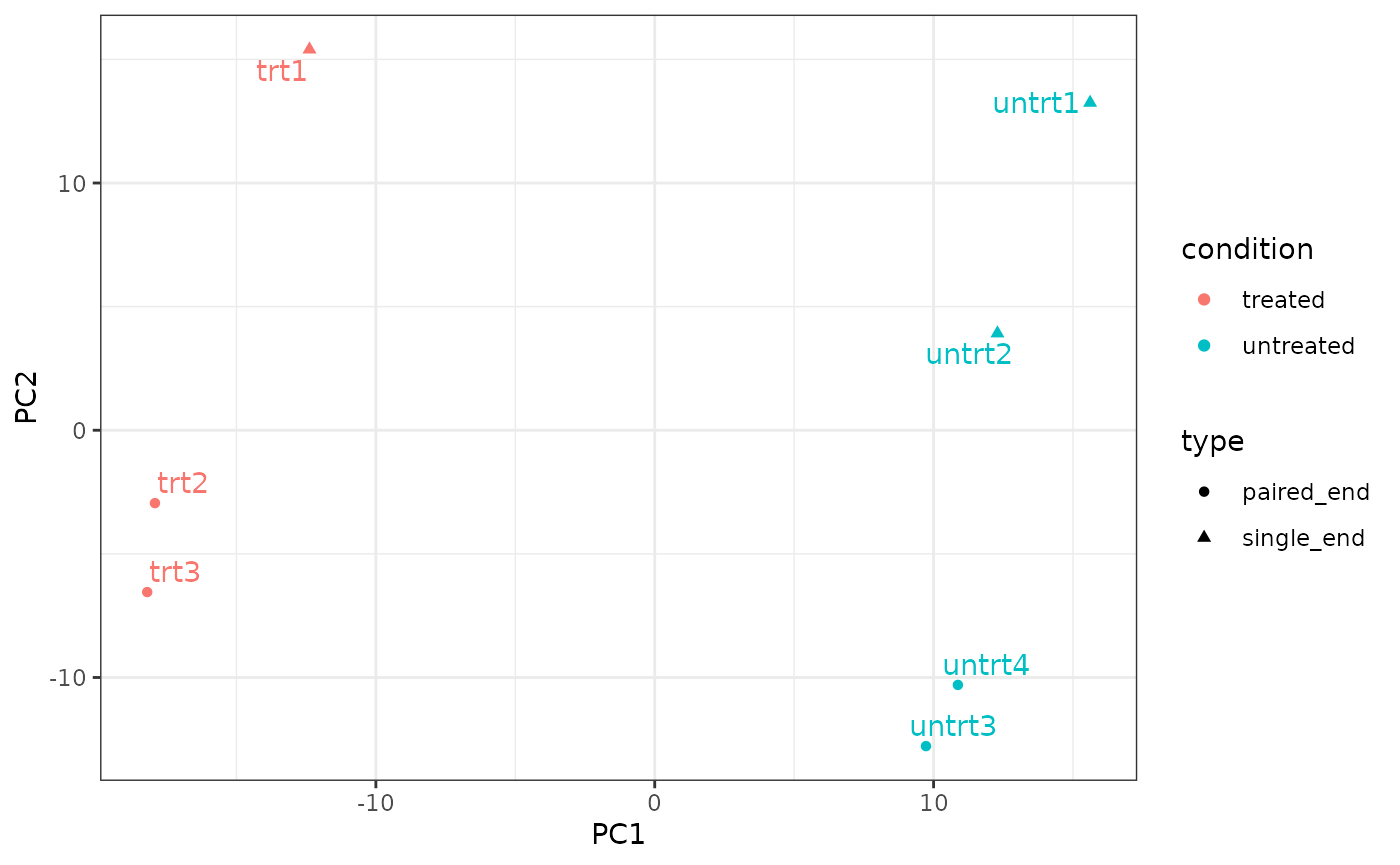 trt1
untrt1
10
untrt2
PC2
0
trt2
trt3
-10
untrt4
untrt3
-10
0
10
PC1
condition
treated
untreated
type
paired_end
single_end